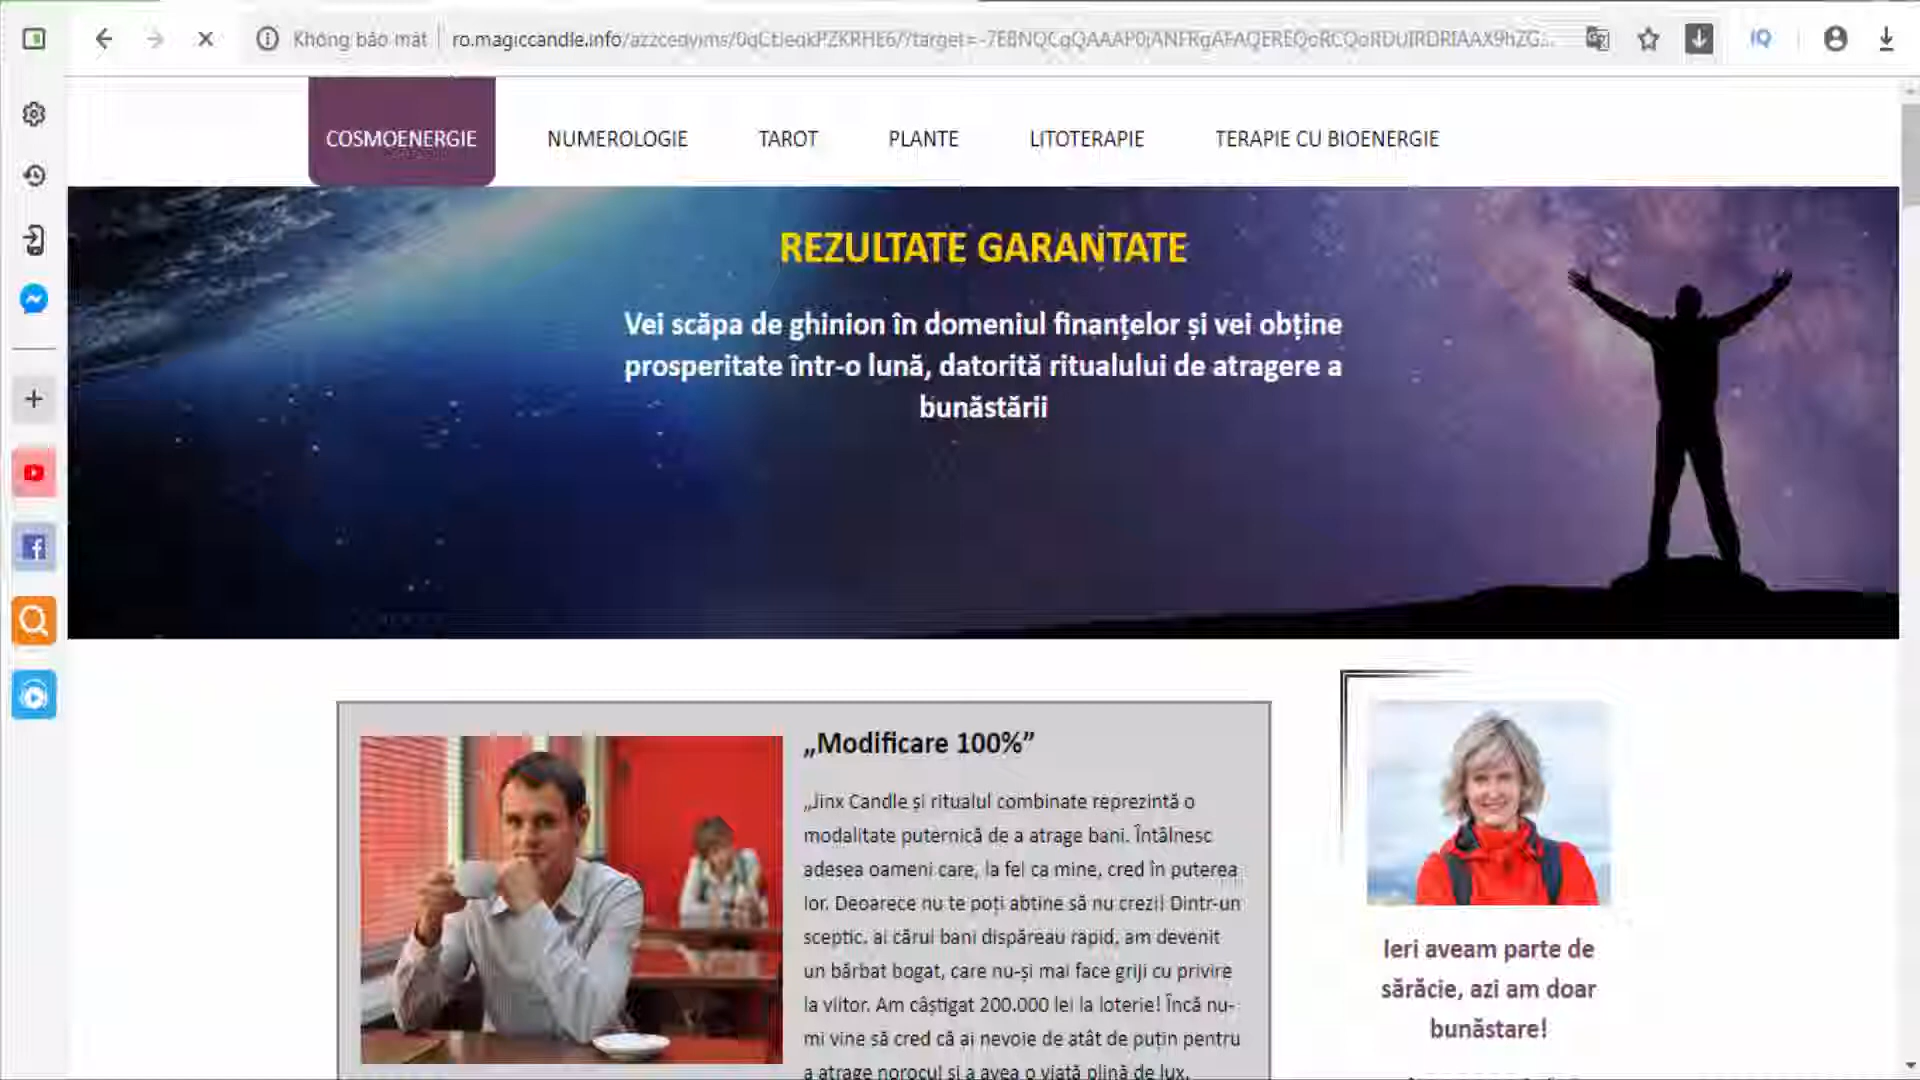 Không bảo mật
ro.magiccandle.info
COSMOENERGIE
NUMEROLOGIE
TAROT
PLANTE
LITOTERAPIE
TERAPIE CU BIOENERGIE
REZULTATE GARANTATE
Vei scăpa de ghinion în domeniul finanțelor și vei obține
prosperitate într-o lună, datorită ritualului de atragere a
bunăstării
„Modificare 100%”
„Jinx Candle și ritualul combinate reprezintă o
modalitate puternică de a atrage bani. Întâlnesc
adesea oameni care, la fel ca mine, cred în puterea
lor. Deoarece nu te poți abține să nu crezi! Dintr-un
sceptic, ai cărui bani dispăreau rapid, am devenit
un bărbat bogat, care nu-și mai face griji cu privire
la viitor. Am câștigat 200.000 lei la loterie! Încă nu-
mi vine să cred că ai nevoie de atât de puțin pentru
a atrage norocul și a avea o viață plină de lux.
Ieri aveam parte de
sărăcie, azi am doar
bunăstare!